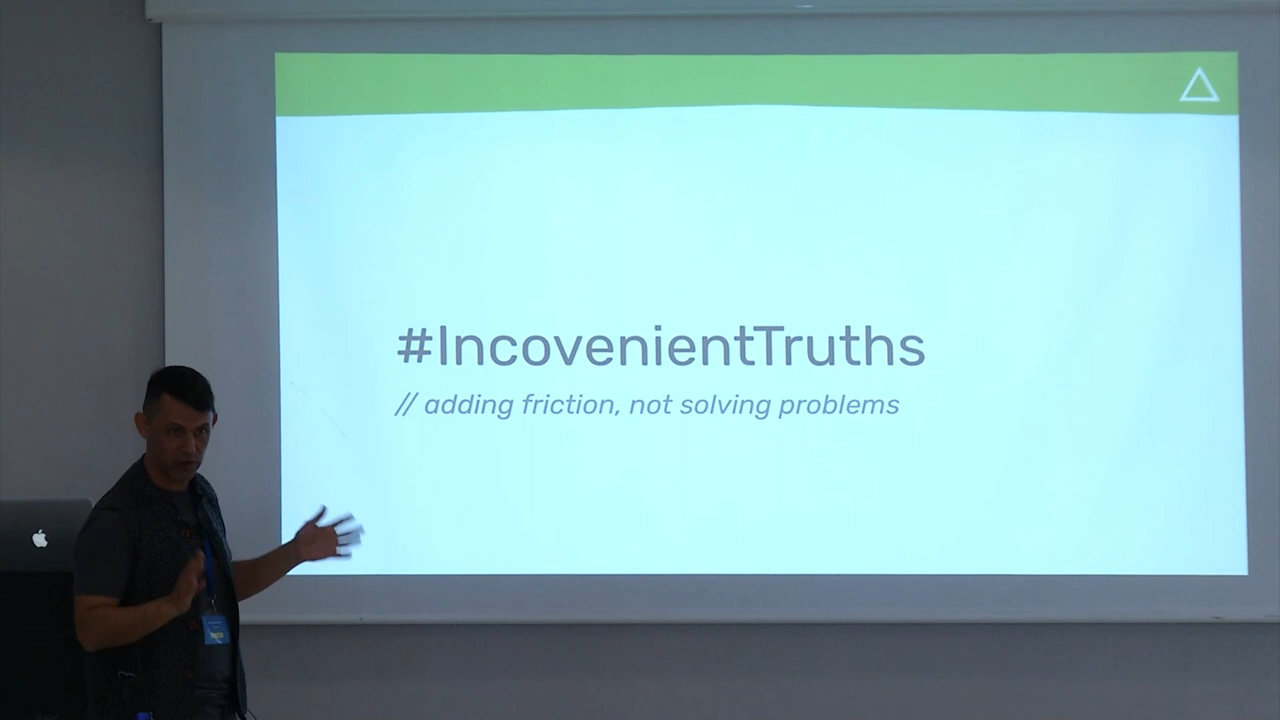 #IncovenientTruths
// adding friction, not solving problems